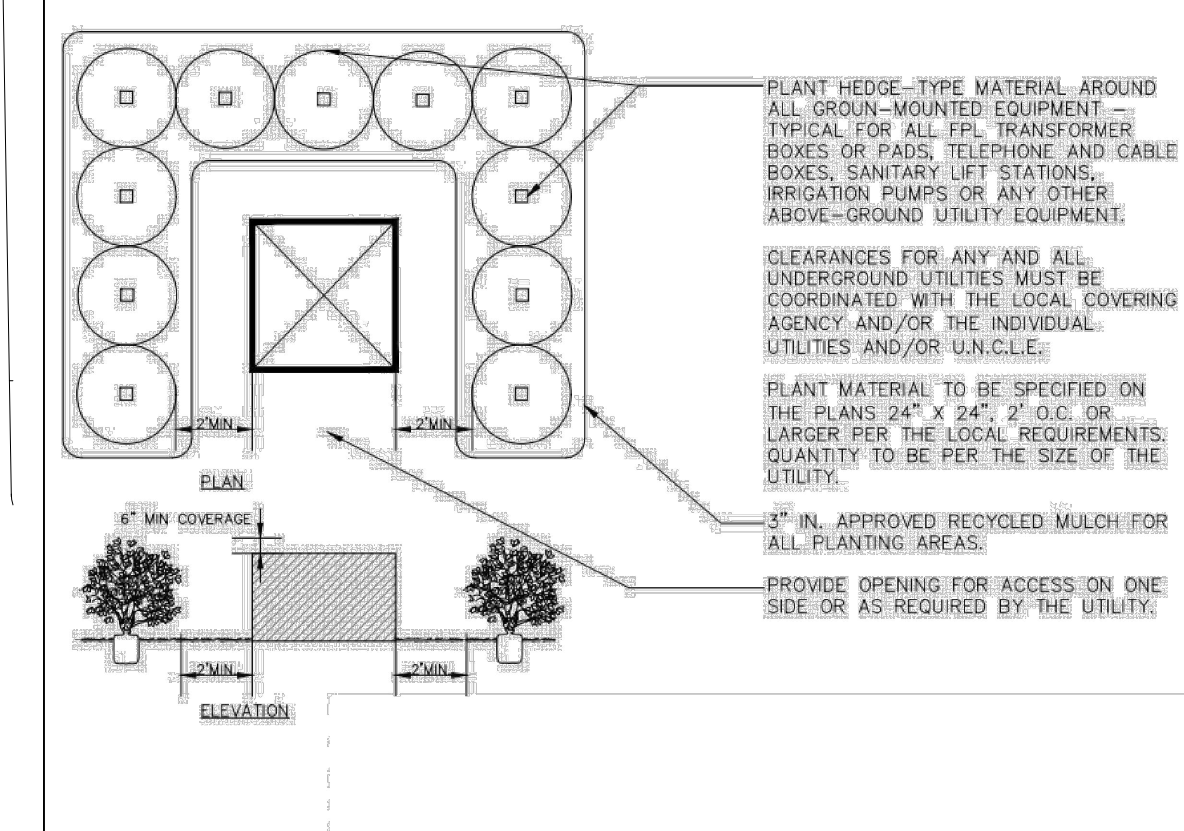 PLANT HEDGE-TYPE MATERIAL AROUND
ALL GROUN-MOUNTED EQUIPMENT -
TYPICAL FOR ALL FPL TRANSFORMER
BOXES OR PADS, TELEPHONE AND CABLE
BOXES, SANITARY LIFT STATIONS,
IRRIGATION PUMPS OR ANY OTHER
ABOVE-GROUND UTILITY EQUIPMENT.
CLEARANCES FOR ANY AND ALL
UNDERGROUND UTILITIES MUST BE
COORDINATED WITH THE LOCAL COVERING
AGENCY AND/OR THE INDIVIDUAL
UTILITIES AND/OR U.N.C.L.E.
PLANT MATERIAL TO BE SPECIFIED ON
THE PLANS 24" X 24", 2' O.C. OR
LARGER PER THE LOCAL REQUIREMENTS.
QUANTITY TO BE PER THE SIZE OF THE
UTILITY.
3" IN. APPROVED RECYCLED MULCH FOR
ALL PLANTING AREAS.
PROVIDE OPENING FOR ACCESS ON ONE
SIDE OR AS REQUIRED BY THE UTILITY.
2'MIN.
2'MIN.
PLAN
6" MIN COVERAGE
2'MIN.
2'MIN.
ELEVATION